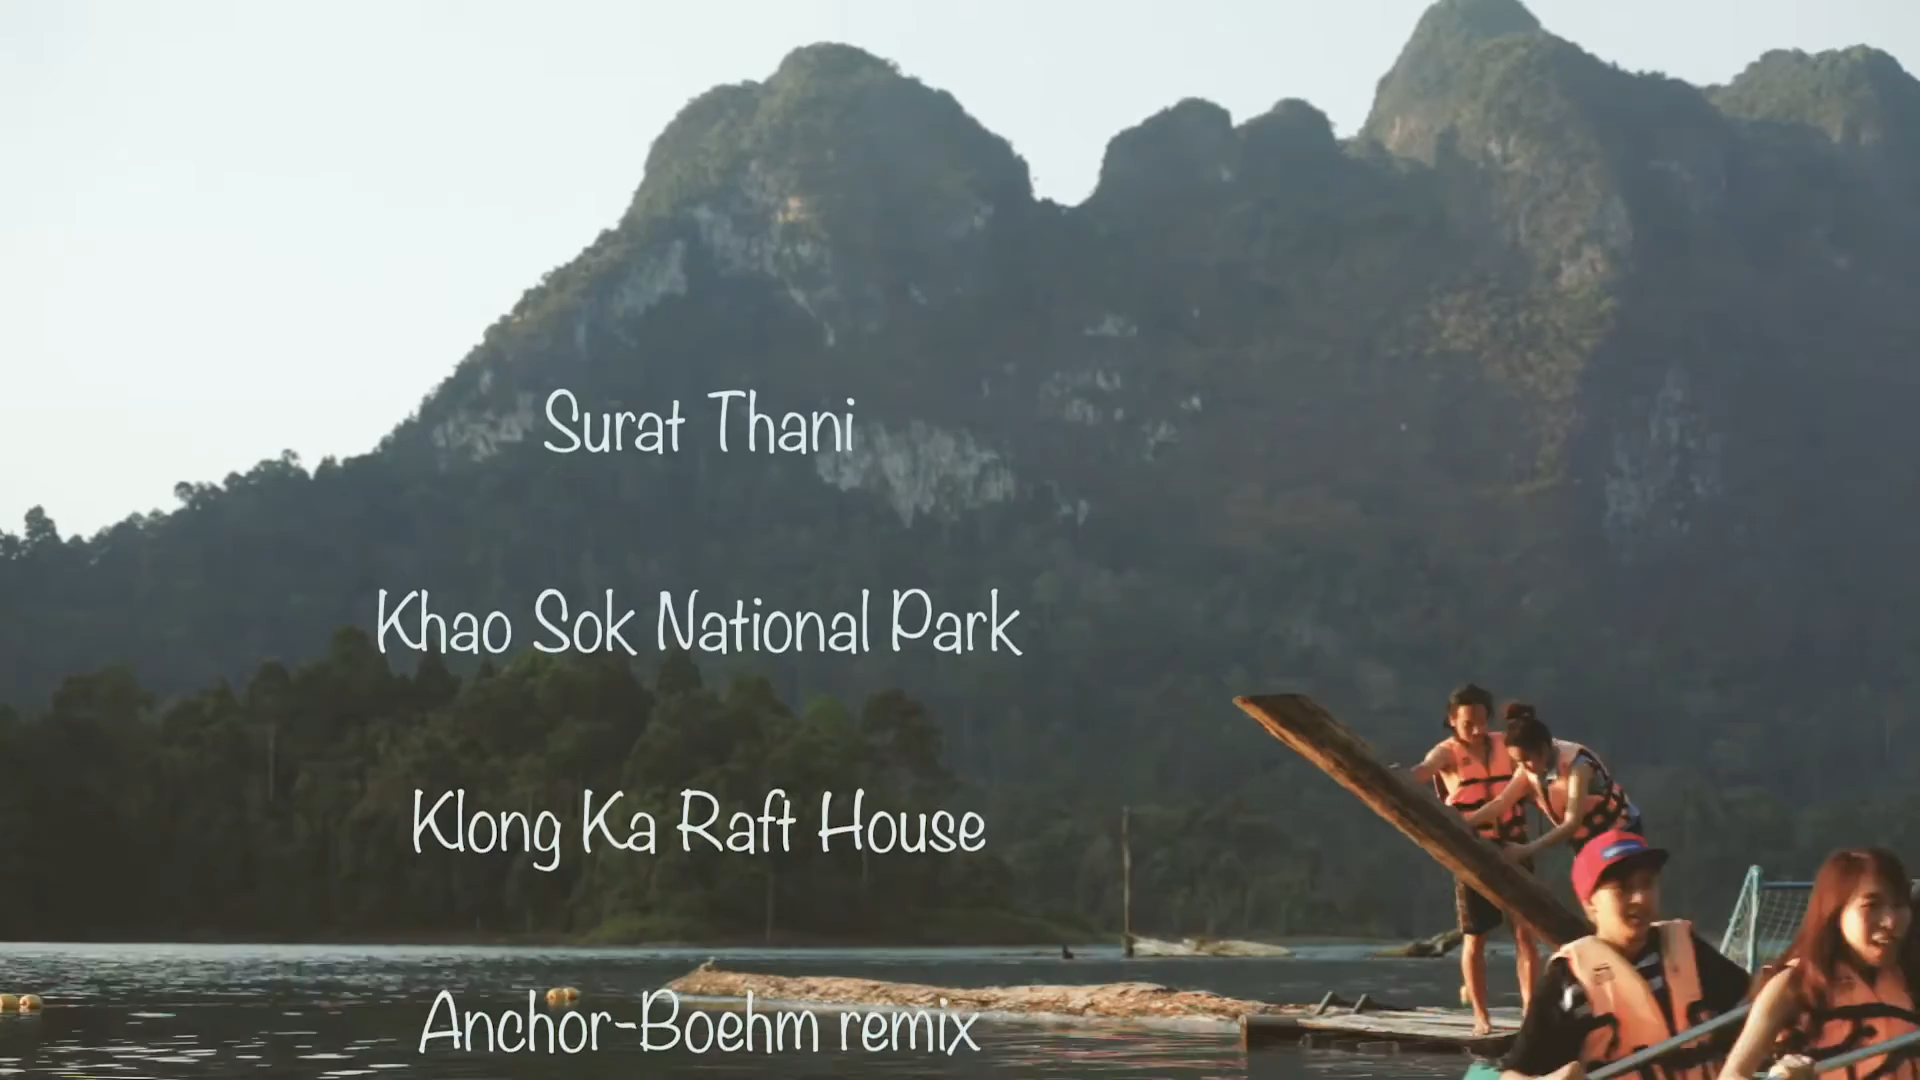 Surat Thani
Khao Sok National Park
Klong Ka Raft House
Anchor-Boehm remix